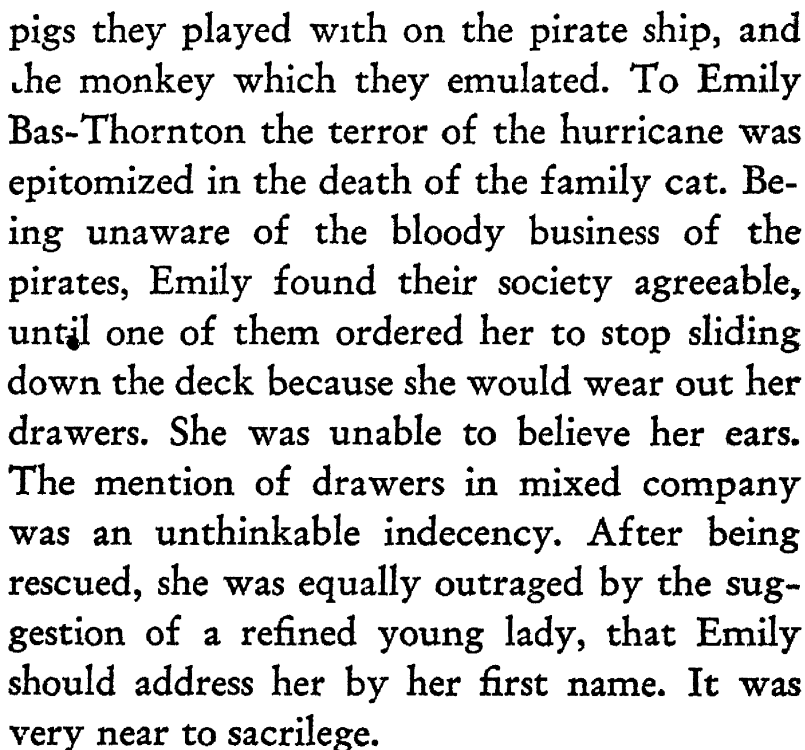 pigs they played with on the pirate ship, and
the monkey which they emulated. To Emily
Bas-Thornton the terror of the hurricane was
epitomized in the death of the family cat. Be-
ing unaware of the bloody business of the
pirates, Emily found their society agreeable,
until one of them ordered her to stop sliding
down the deck because she would wear out her
drawers. She was unable to believe her ears.
The mention of drawers in mixed company
was an unthinkable indecency. After being
rescued, she was equally outraged by the sug-
gestion of a refined young lady, that Emily
should address her by her first name. It was
very near to sacrilege.